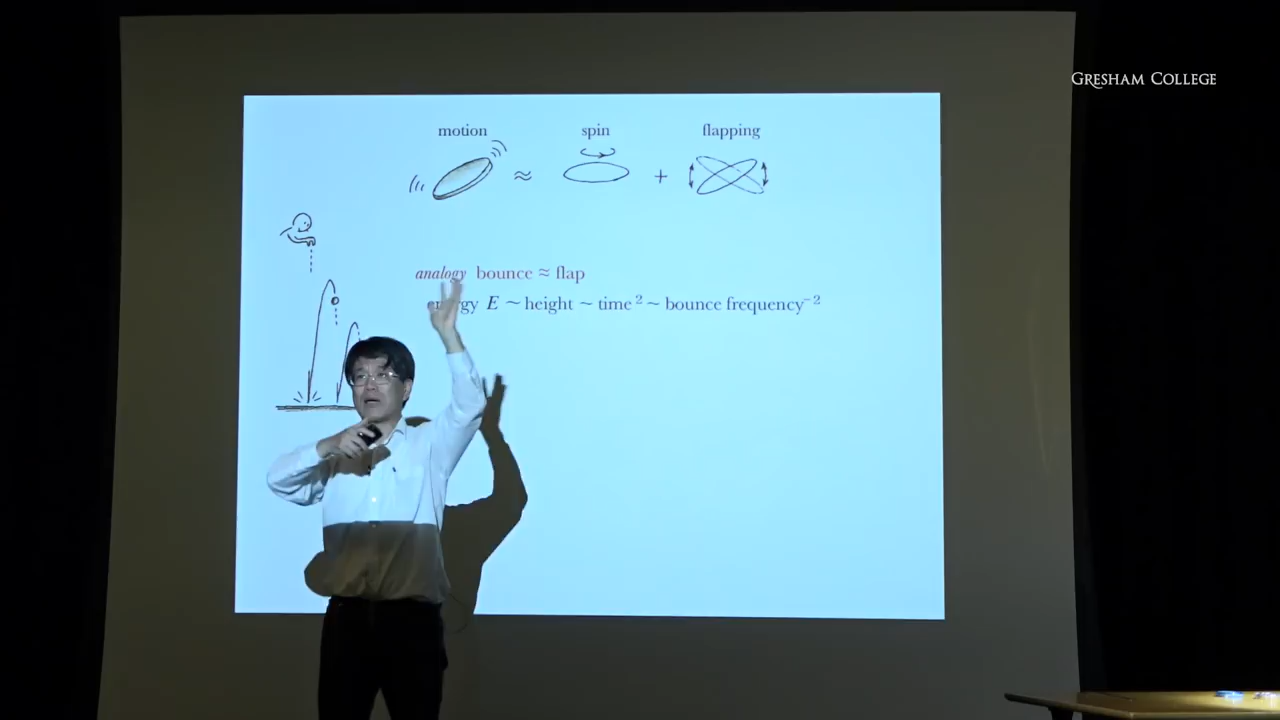 GRESHAM COLLEGE
motion spin flapping
≈ +
analogy bounce ≈ flap
energy E ~ height ~ time² ~ bounce frequency⁻²